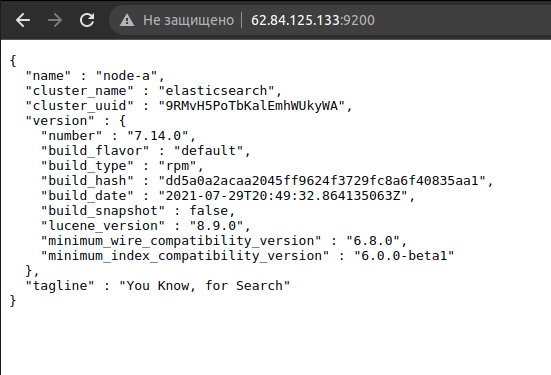 Не защищено 62.84.125.133:9200
{
  "name" : "node-a",
  "cluster_name" : "elasticsearch",
  "cluster_uuid" : "9RMvH5PoTbKalEmhWUkyWA",
  "version" : {
    "number" : "7.14.0",
    "build_flavor" : "default",
    "build_type" : "rpm",
    "build_hash" : "dd5a0a2acaa2045ff9624f3729fc8a6f40835aa1",
    "build_date" : "2021-07-29T20:49:32.864135063Z",
    "build_snapshot" : false,
    "lucene_version" : "8.9.0",
    "minimum_wire_compatibility_version" : "6.8.0",
    "minimum_index_compatibility_version" : "6.0.0-beta1"
  },
  "tagline" : "You Know, for Search"
}